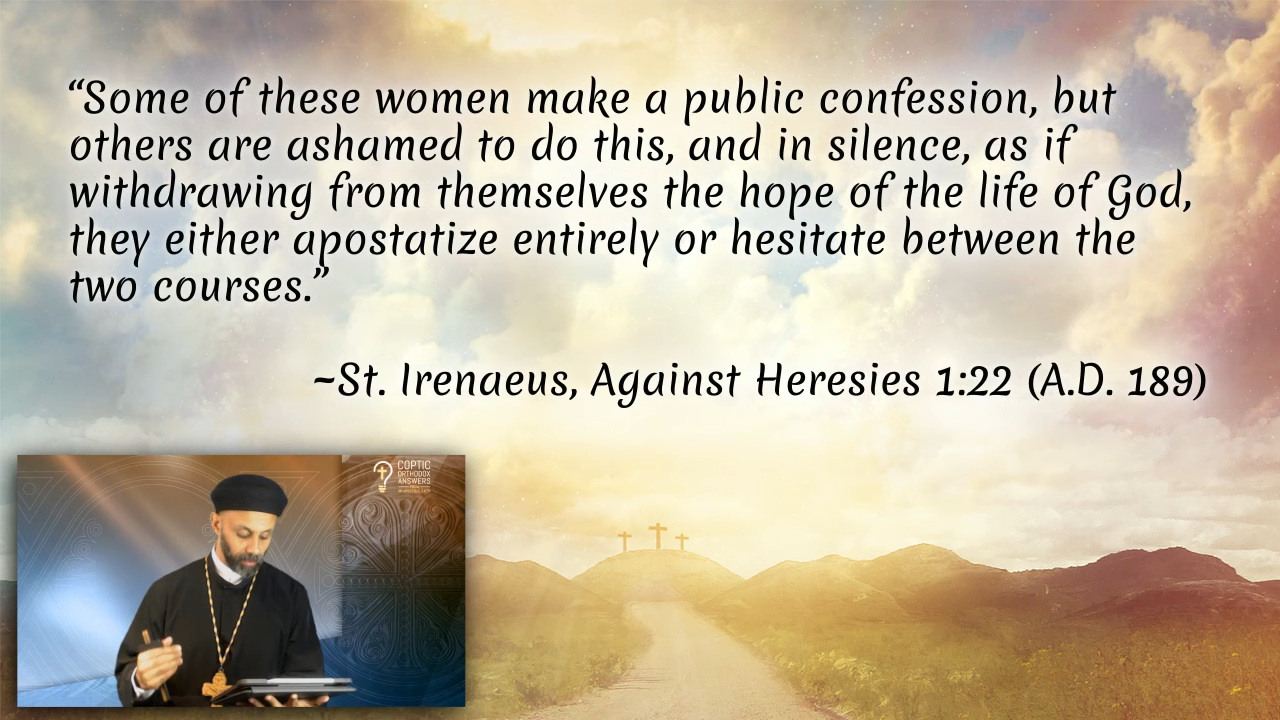 “Some of these women make a public confession, but
others are ashamed to do this, and in silence, as if
withdrawing from themselves the hope of the life of God,
they either apostatize entirely or hesitate between the
two courses.”
~St. Irenaeus, Against Heresies 1:22 (A.D. 189)
COPTIC
ORTHODOX
ANSWERS